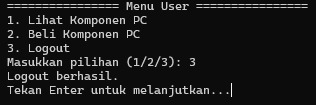 ================ Menu User ================
1. Lihat Komponen PC
2. Beli Komponen PC
3. Logout
Masukkan pilihan (1/2/3): 3
Logout berhasil.
Tekan Enter untuk melanjutkan...